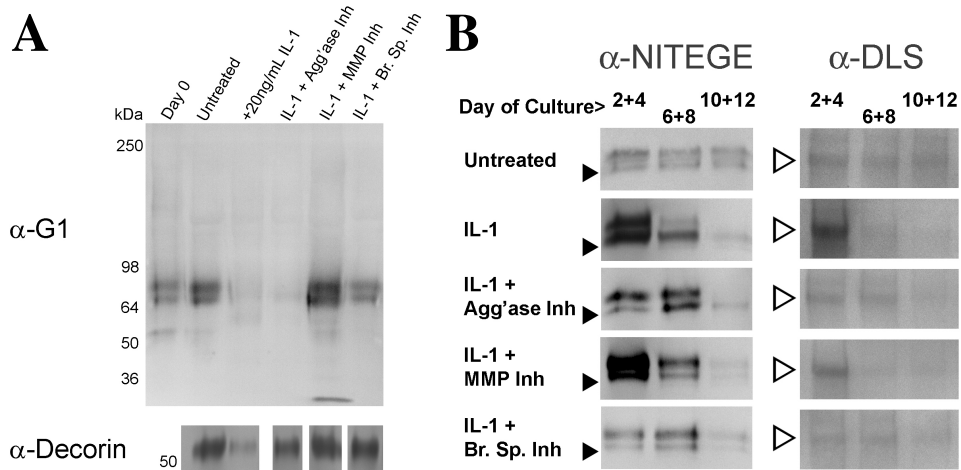 A
Day 0
Untreated
+20ng/mL IL-1
IL-1 + Agg'ase Inh
IL-1 + MMP Inh
IL-1 + Br. Sp. Inh
kDa
250
98
64
50
36
α-G1
α-Decorin
50
B
α-NITEGE
α-DLS
Day of Culture> 2+4 6+8 10+12 2+4 6+8 10+12
Untreated
IL-1
IL-1 +
Agg'ase Inh
IL-1 +
MMP Inh
IL-1 +
Br. Sp. Inh